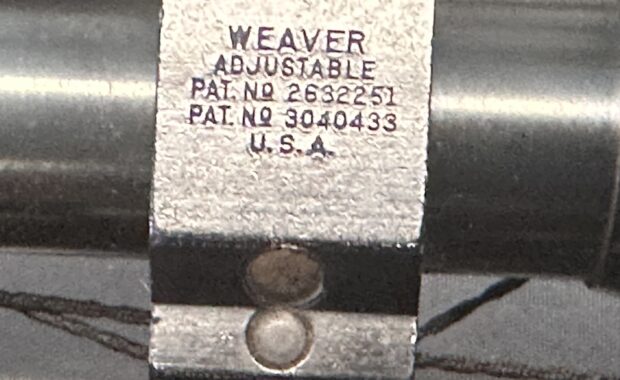 WEAVER
ADJUSTABLE
PAT. Nº 2632251
PAT. Nº 3040433
U.S.A.